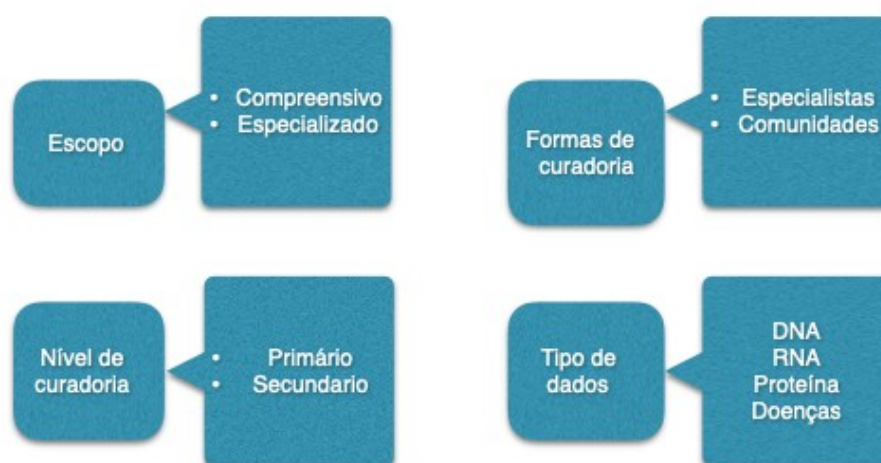 Escopo
• Compreensivo
• Especializado
Formas de
curadoria
• Especialistas
• Comunidades
Nível de
curadoria
• Primário
• Secundario
Tipo de
dados
DNA
RNA
Proteína
Doenças